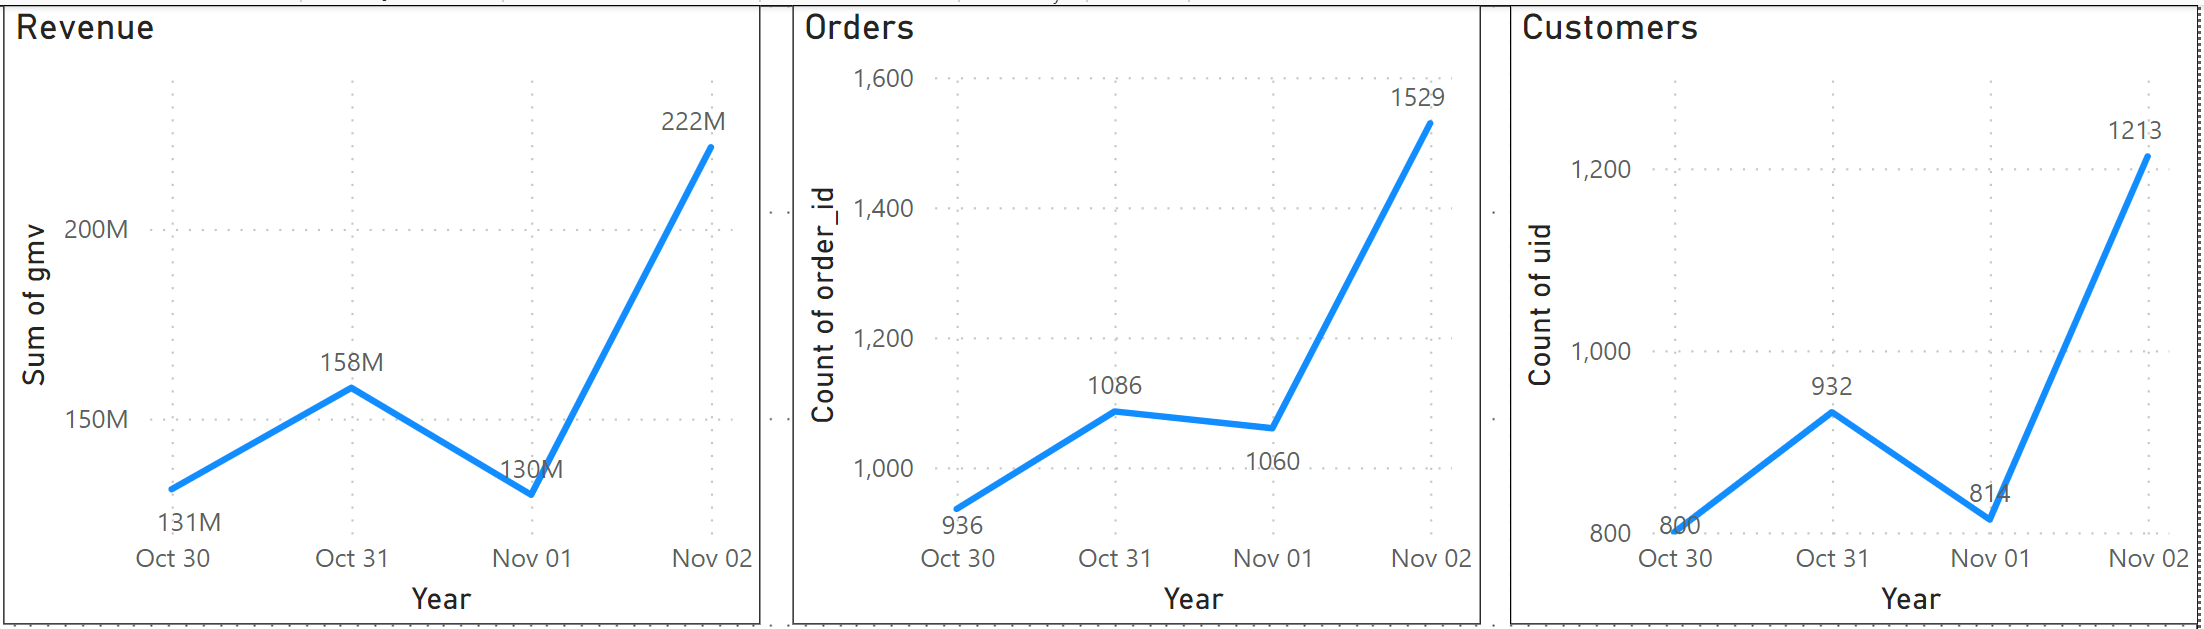 Revenue
Sum of gmv
200M
150M
131M
158M
130M
222M
Oct 30 Oct 31 Nov 01 Nov 02
Year
Orders
Count of order_id
1,600
1,400
1,200
1,000
936
1086
1060
1529
Oct 30 Oct 31 Nov 01 Nov 02
Year
Customers
Count of uid
1,200
1,000
800
800
932
814
1213
Oct 30 Oct 31 Nov 01 Nov 02
Year